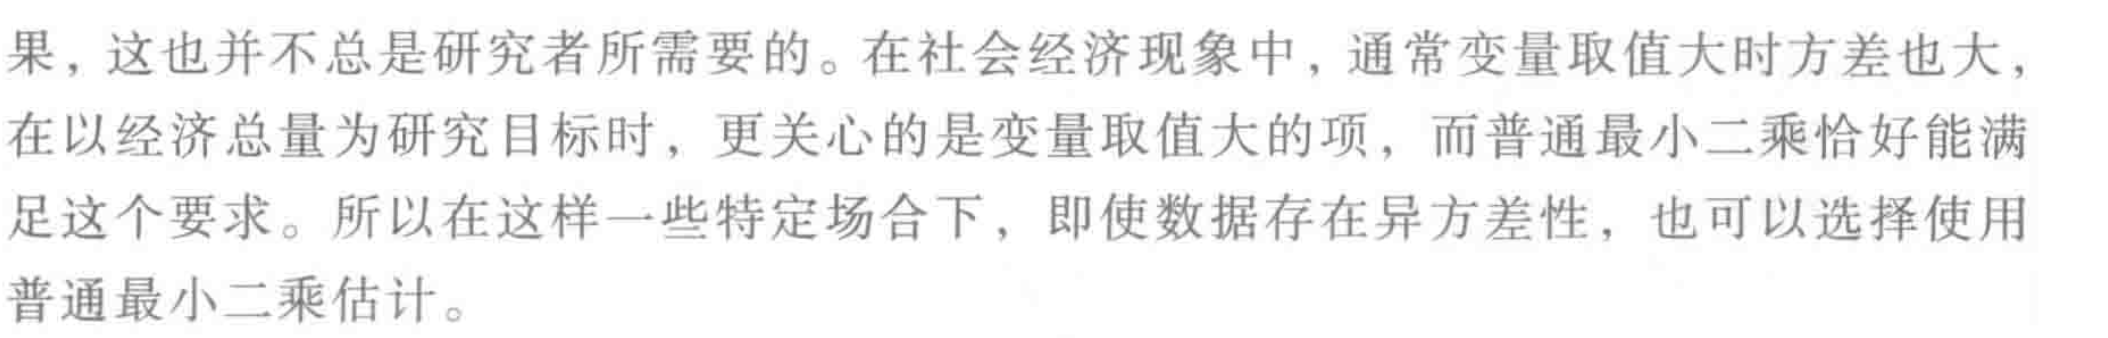 果，这也并不总是研究者所需要的。在社会经济现象中，通常变量取值大时方差也大，
在以经济总量为研究目标时，更关心的是变量取值大的项，而普通最小二乘恰好能满
足这个要求。所以在这样一些特定场合下，即使数据存在异方差性，也可以选择使用
普通最小二乘估计。